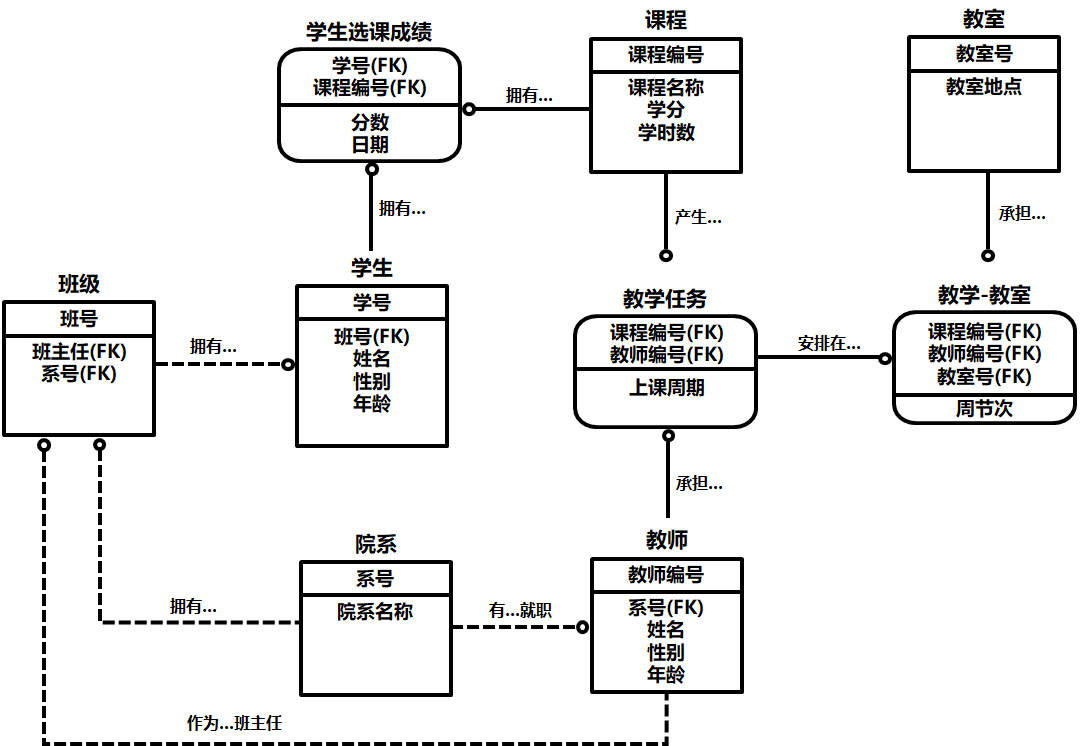 学生选课成绩
学号(FK)
课程编号(FK)
分数
日期
拥有...
课程
课程编号
课程名称
学分
学时数
教室
教室号
教室地点
拥有...
产生...
承担...
班级
班号
班主任(FK)
系号(FK)
拥有...
学生
学号
班号(FK)
姓名
性别
年龄
教学任务
课程编号(FK)
教师编号(FK)
上课周期
安排在...
教学-教室
课程编号(FK)
教师编号(FK)
教室号(FK)
周节次
承担...
拥有...
院系
系号
院系名称
有...就职
教师
教师编号
系号(FK)
姓名
性别
年龄
作为...班主任